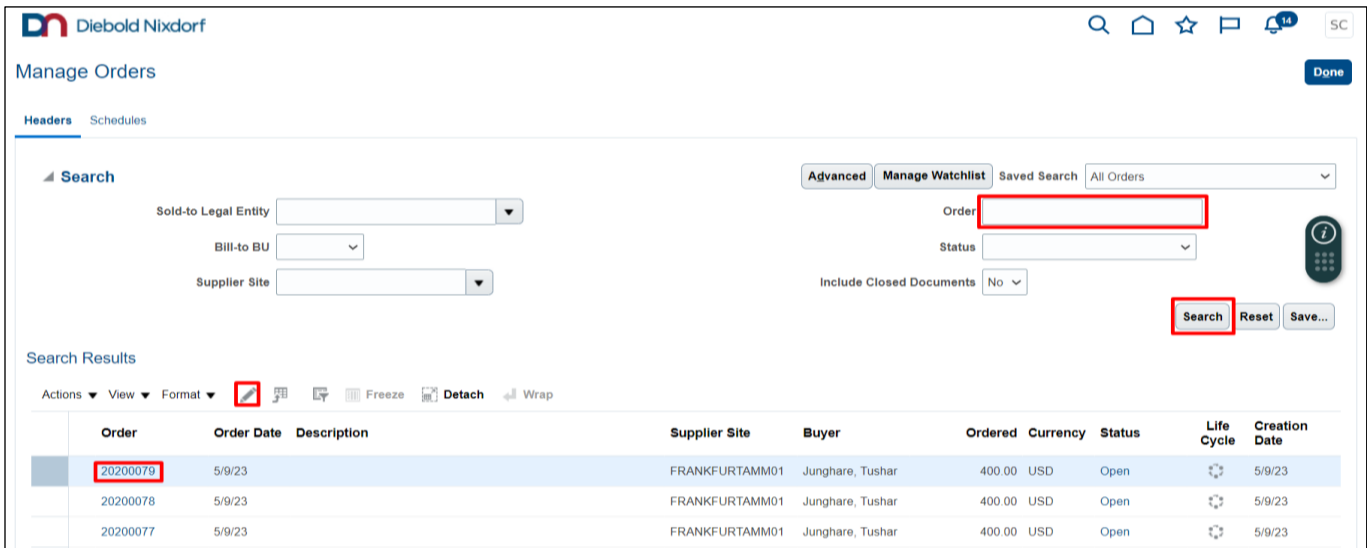 DN Diebold Nixdorf 14 SC
Manage Orders Done
Headers Schedules
Search Advanced Manage Watchlist Saved Search All Orders
Sold-to Legal Entity Order
Bill-to BU Status
Supplier Site Include Closed Documents No
Search Reset Save...
Search Results
Actions View Format Freeze Detach Wrap
Order Order Date Description Supplier Site Buyer Ordered Currency Status Life Cycle Creation Date
20200079 5/9/23 FRANKFURTAMM01 Junghare, Tushar 400.00 USD Open 5/9/23
20200078 5/9/23 FRANKFURTAMM01 Junghare, Tushar 400.00 USD Open 5/9/23
20200077 5/9/23 FRANKFURTAMM01 Junghare, Tushar 400.00 USD Open 5/9/23